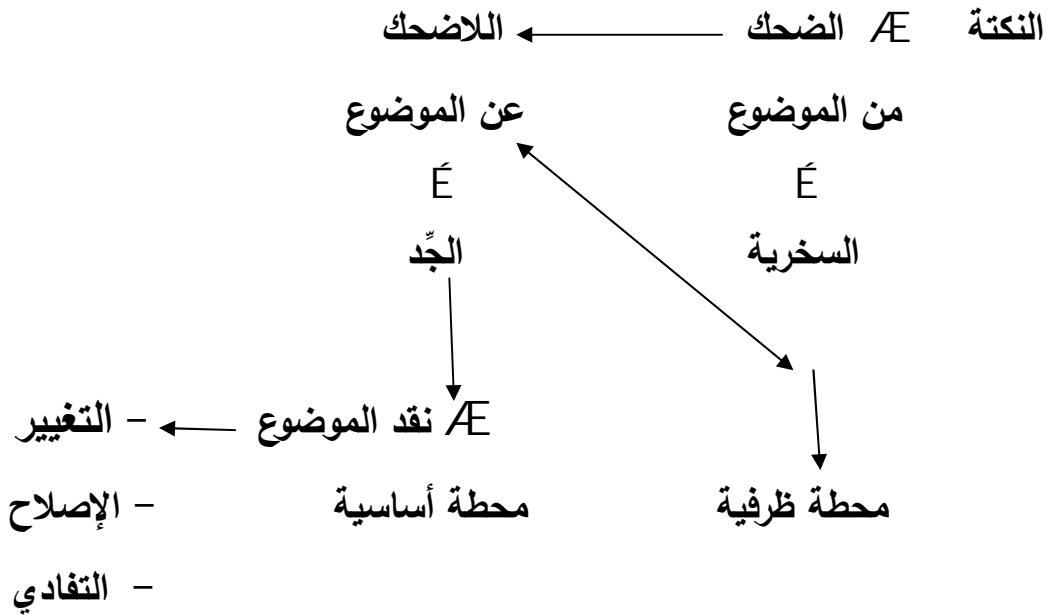 النكتة Æ الضحك اللاضحك
من الموضوع عن الموضوع
É É
السخرية الجِّد
Æ نقد الموضوع – التغيير
محطة ظرفية محطة أساسية – الإصلاح
– التفادي